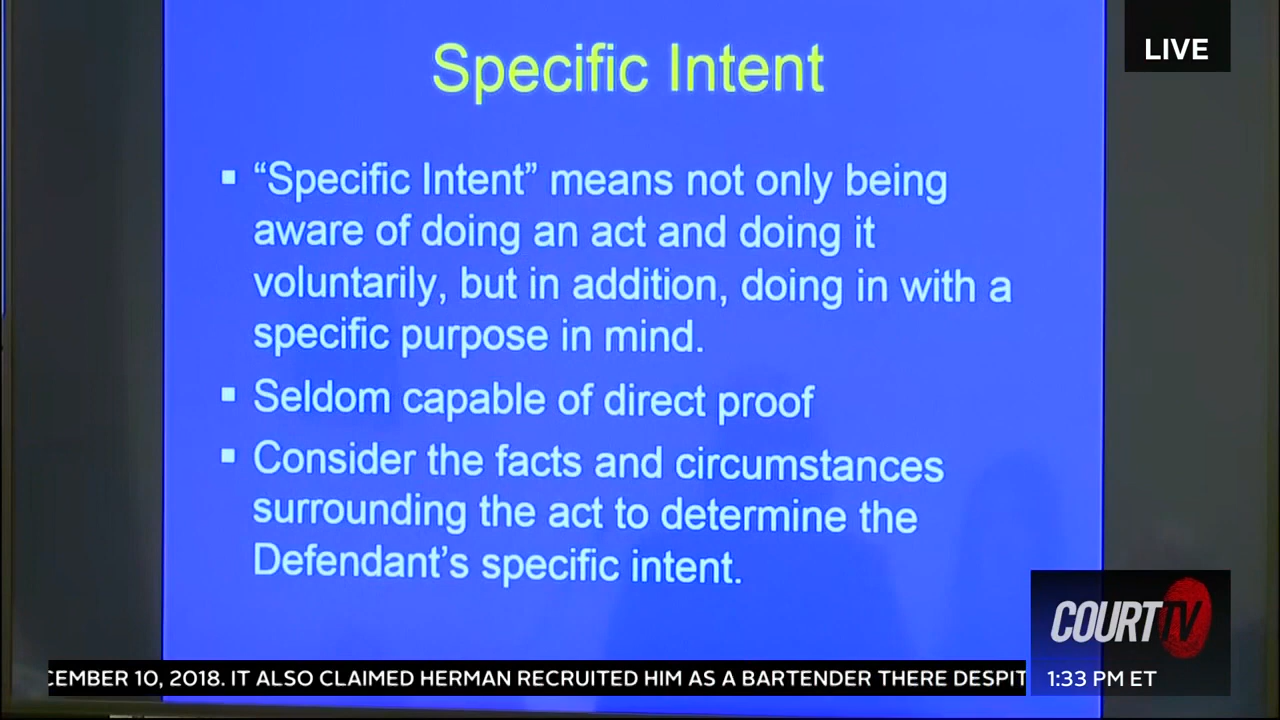 LIVE
Specific Intent
“Specific Intent” means not only being
aware of doing an act and doing it
voluntarily, but in addition, doing in with a
specific purpose in mind.
Seldom capable of direct proof
Consider the facts and circumstances
surrounding the act to determine the
Defendant’s specific intent.
COURT TV
CEMBER 10, 2018. IT ALSO CLAIMED HERMAN RECRUITED HIM AS A BARTENDER THERE DESPIT
1:33 PM ET